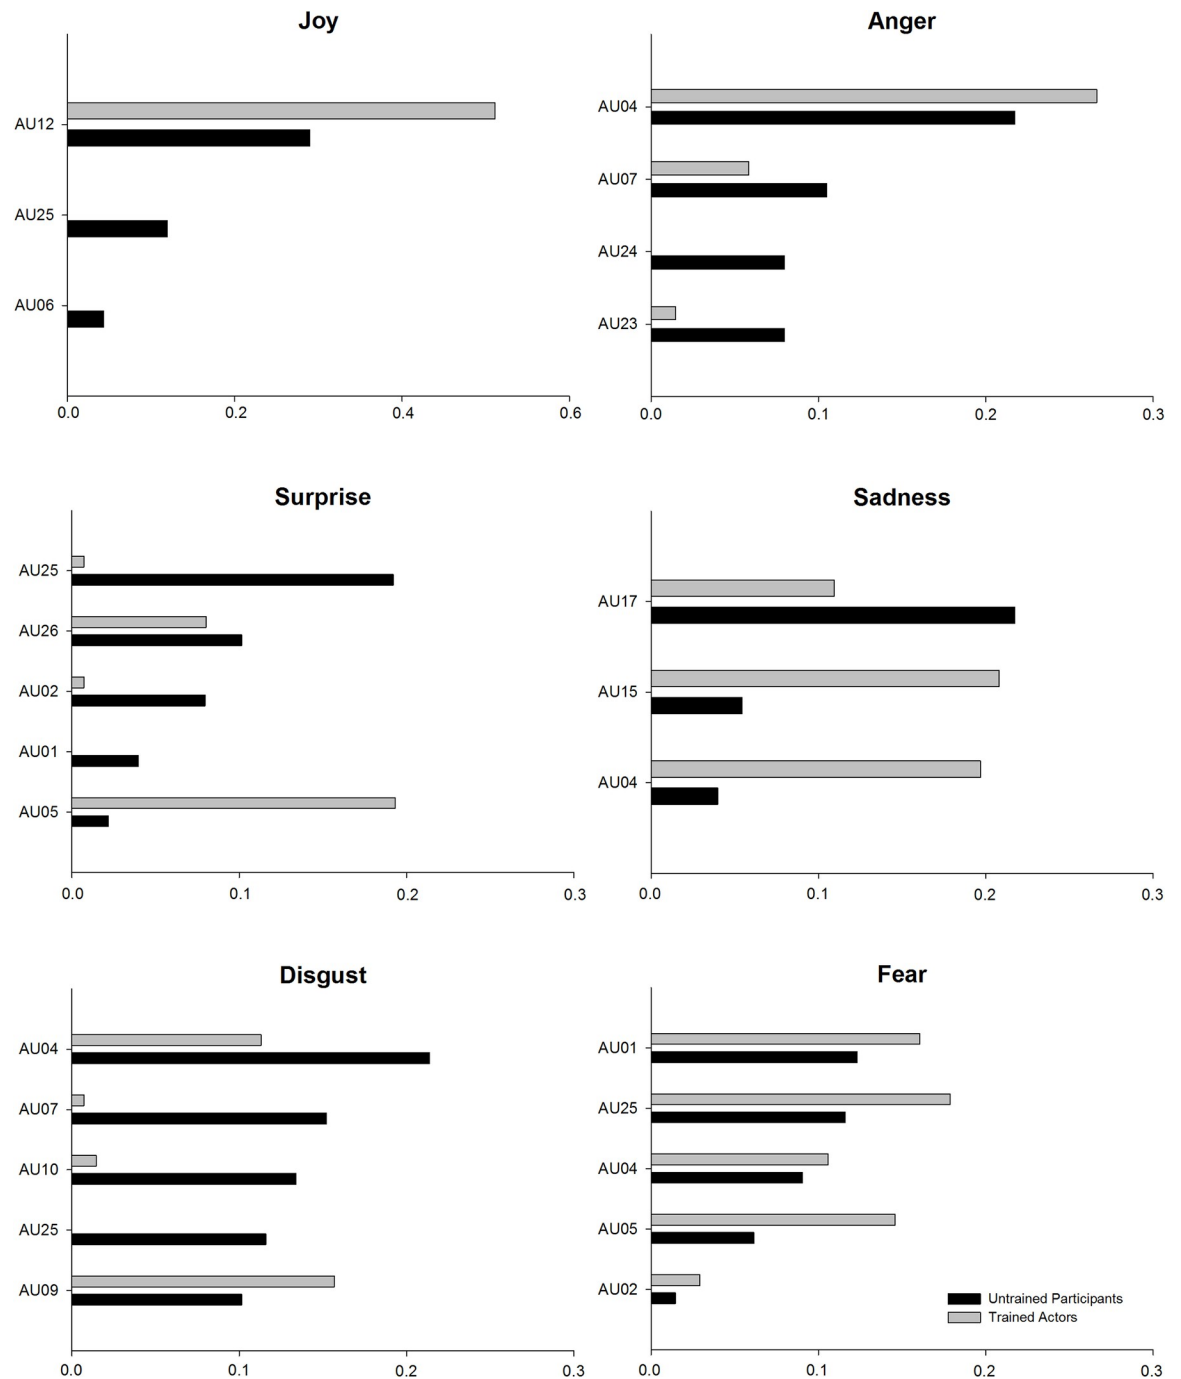 Joy
AU12
AU25
AU06
0.0 0.2 0.4 0.6
Anger
AU04
AU07
AU24
AU23
0.0 0.1 0.2 0.3
Surprise
AU25
AU26
AU02
AU01
AU05
0.0 0.1 0.2 0.3
Sadness
AU17
AU15
AU04
0.0 0.1 0.2 0.3
Disgust
AU04
AU07
AU10
AU25
AU09
0.0 0.1 0.2 0.3
Fear
AU01
AU25
AU04
AU05
AU02
Untrained Participants
Trained Actors
0.0 0.1 0.2 0.3